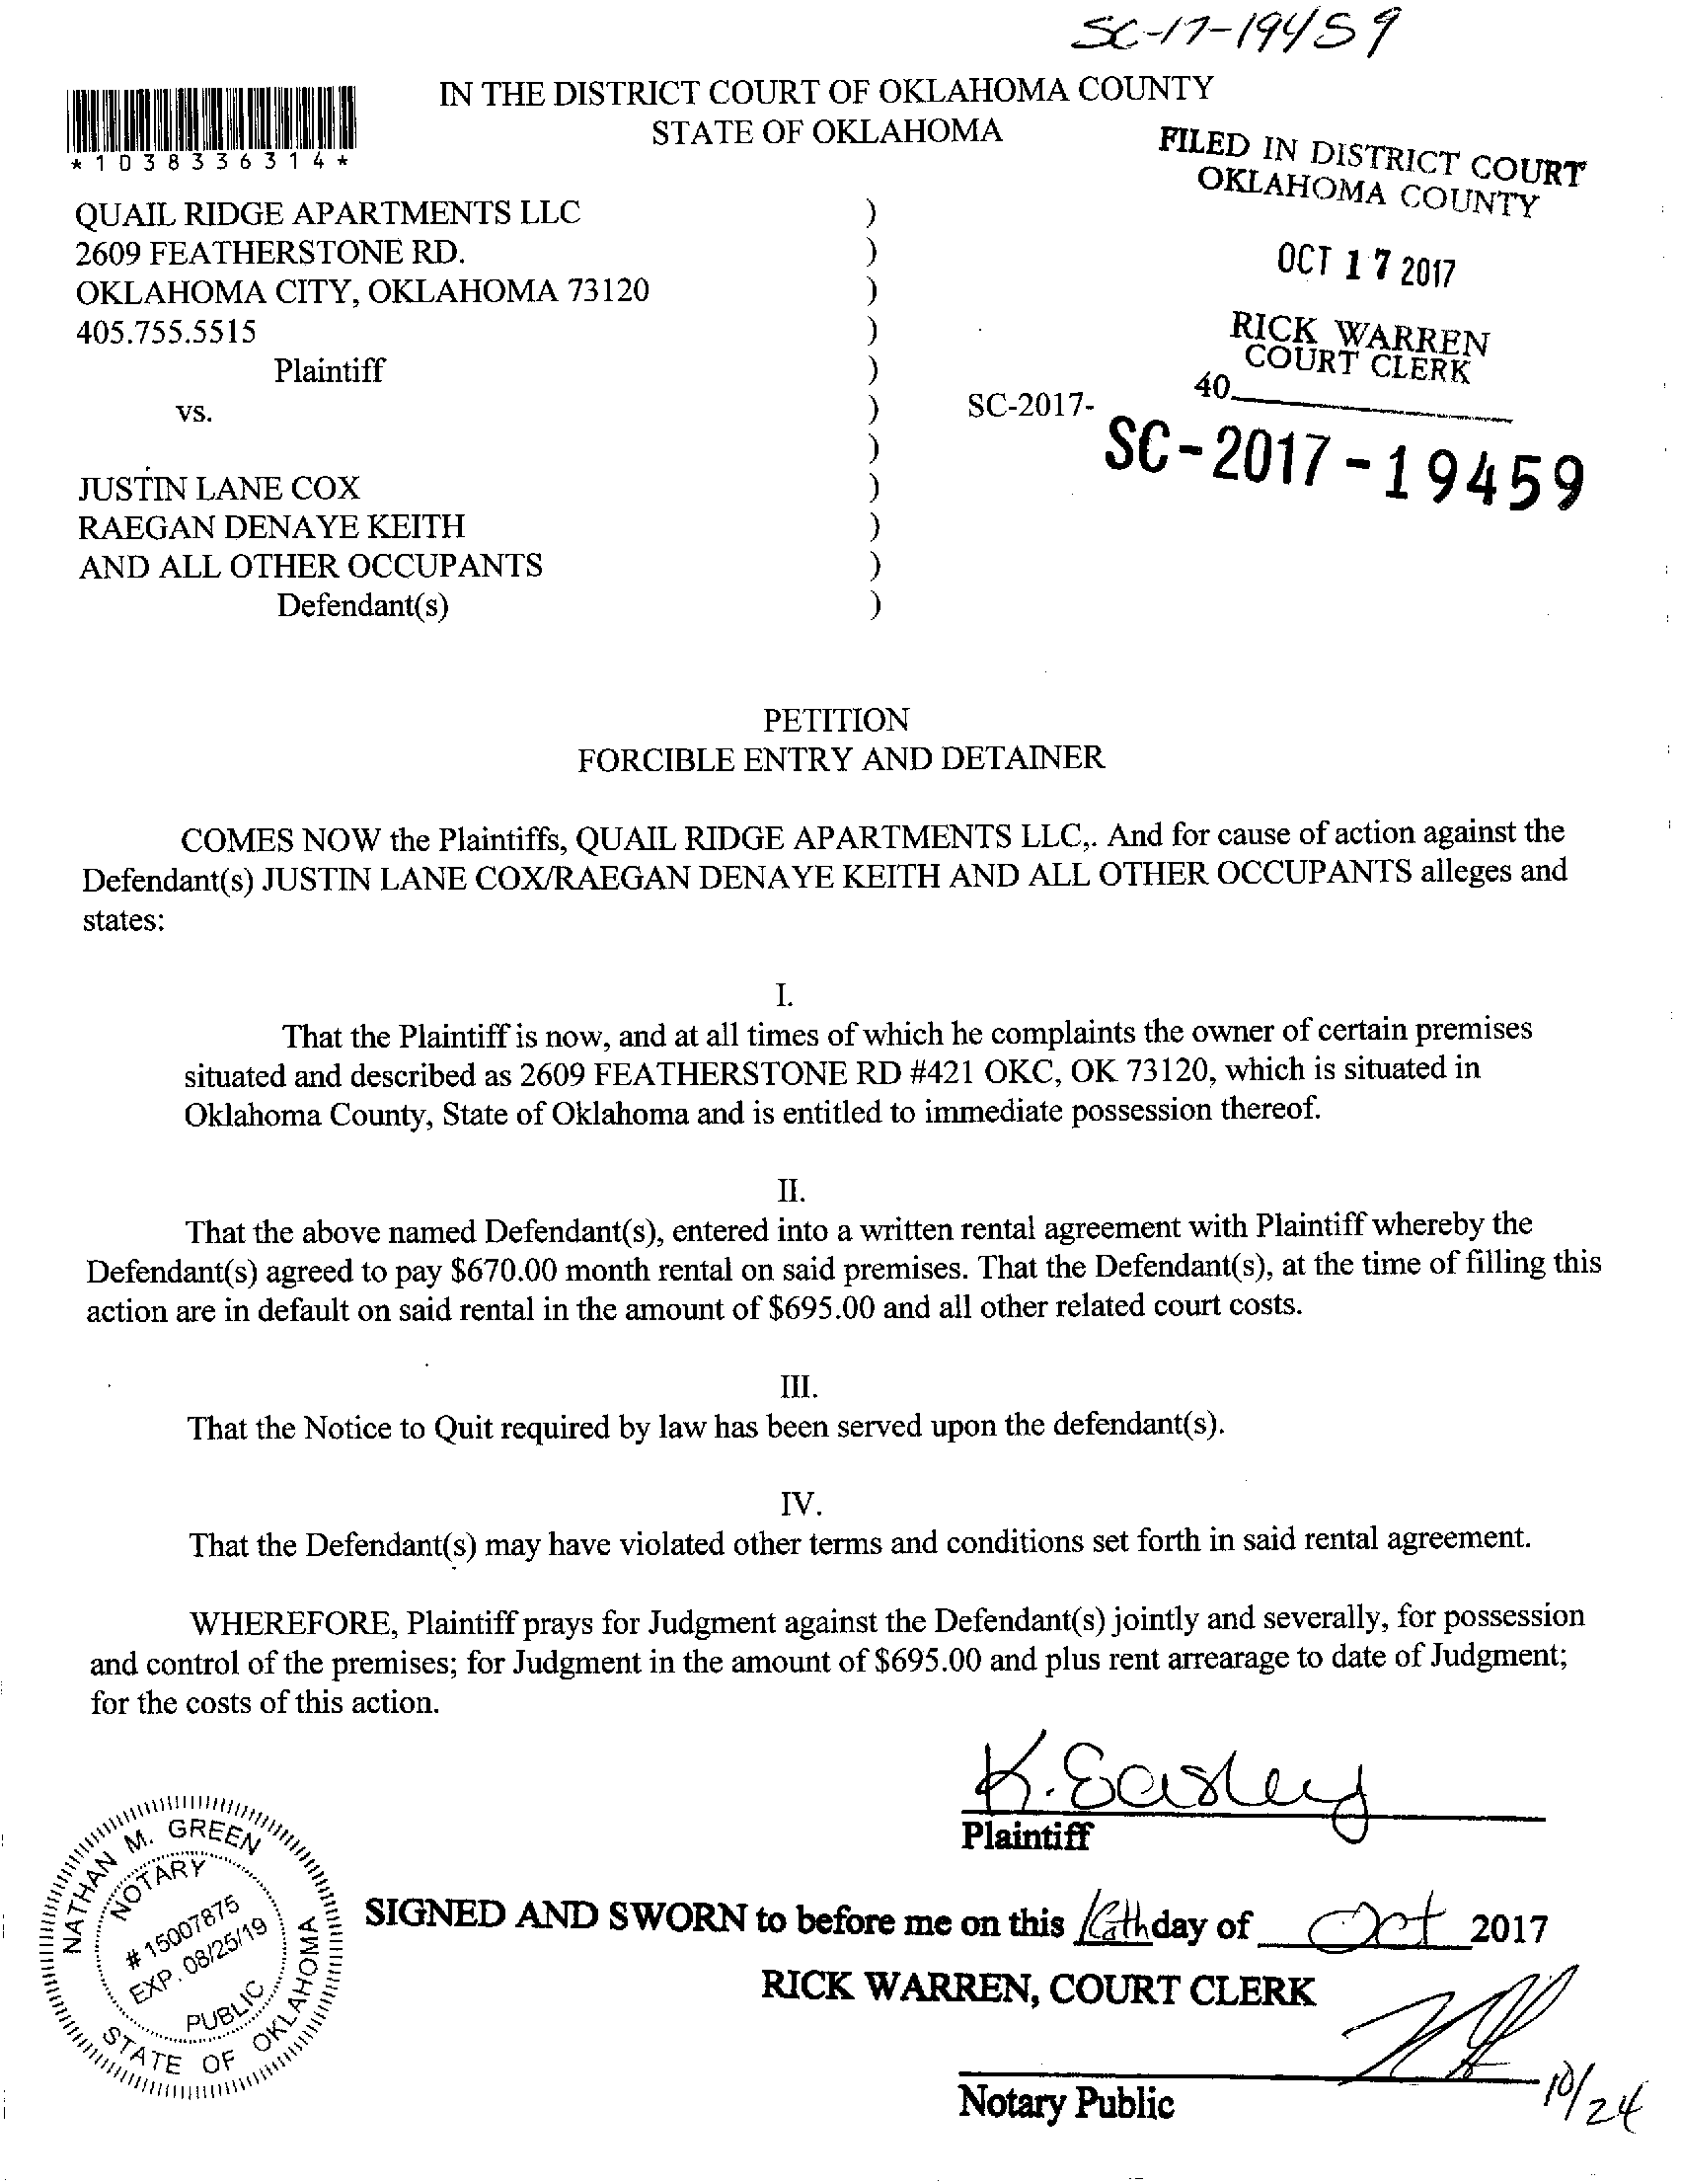 SC-17-19459
IN THE DISTRICT COURT OF OKLAHOMA COUNTY
STATE OF OKLAHOMA
*1038336314*
FILED IN DISTRICT COURT
OKLAHOMA COUNTY
OCT 17 2017
RICK WARREN
COURT CLERK
40
QUAIL RIDGE APARTMENTS LLC )
2609 FEATHERSTONE RD. )
OKLAHOMA CITY, OKLAHOMA 73120 )
405.755.5515 )
Plaintiff )
vs. ) SC-2017-
) SC-2017-19459
JUSTIN LANE COX )
RAEGAN DENAYE KEITH )
AND ALL OTHER OCCUPANTS )
Defendant(s) )
PETITION
FORCIBLE ENTRY AND DETAINER
COMES NOW the Plaintiffs, QUAIL RIDGE APARTMENTS LLC,. And for cause of action against the
Defendant(s) JUSTIN LANE COX/RAEGAN DENAYE KEITH AND ALL OTHER OCCUPANTS alleges and
states:
I.
That the Plaintiff is now, and at all times of which he complaints the owner of certain premises
situated and described as 2609 FEATHERSTONE RD #421 OKC, OK 73120, which is situated in
Oklahoma County, State of Oklahoma and is entitled to immediate possession thereof.
II.
That the above named Defendant(s), entered into a written rental agreement with Plaintiff whereby the
Defendant(s) agreed to pay $670.00 month rental on said premises. That the Defendant(s), at the time of filling this
action are in default on said rental in the amount of $695.00 and all other related court costs.
III.
That the Notice to Quit required by law has been served upon the defendant(s).
IV.
That the Defendant(s) may have violated other terms and conditions set forth in said rental agreement.
WHEREFORE, Plaintiff prays for Judgment against the Defendant(s) jointly and severally, for possession
and control of the premises; for Judgment in the amount of $695.00 and plus rent arrearage to date of Judgment;
for the costs of this action.
K. Easley
Plaintiff
NATHAN M. GREEN
NOTARY
# 15007875
EXP. 08/25/19
PUBLIC
STATE OF OKLAHOMA
SIGNED AND SWORN to before me on this 16th day of Oct 2017
RICK WARREN, COURT CLERK
Notary Public
10/24